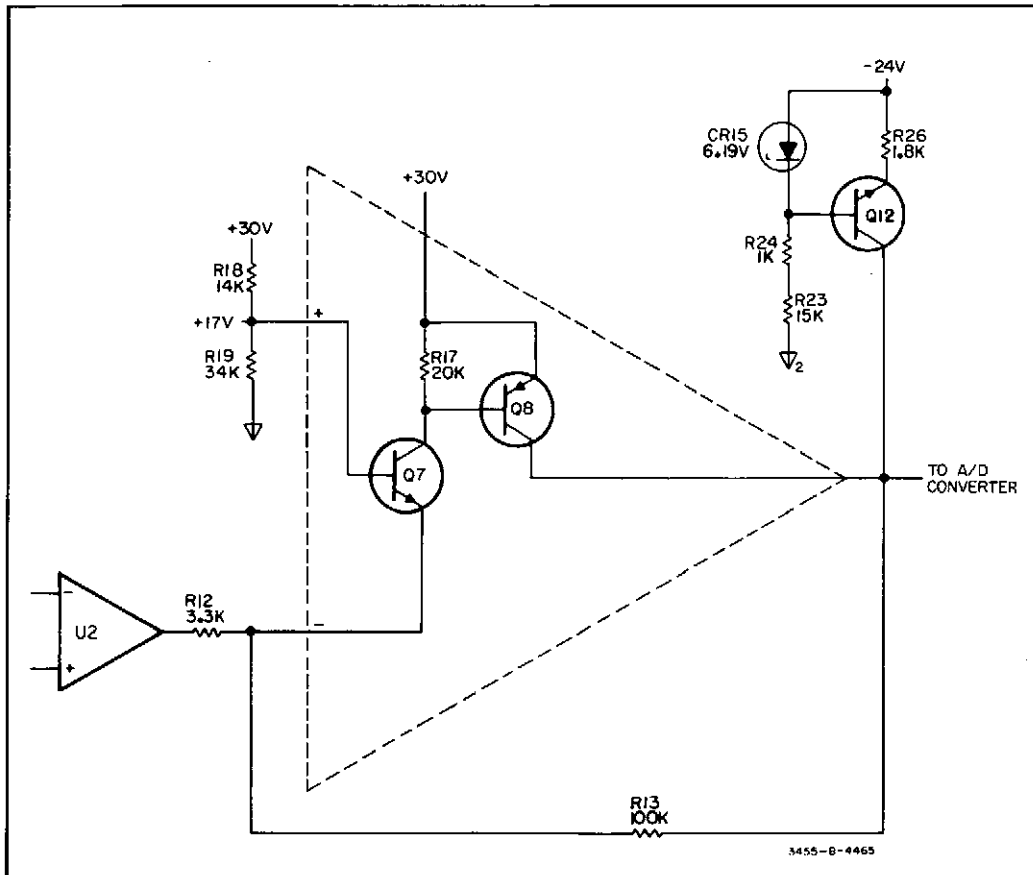 -24V
CR15
6.19V
R26
1.8K
+30V
Q12
+30V
R18
14K
R24
1K
+17V
+
R19
34K
R17
20K
R23
15K
2
Q8
Q7
TO A/D
CONVERTER
R12
3.3K
-
-
U2
+
R13
100K
3455-B-4465